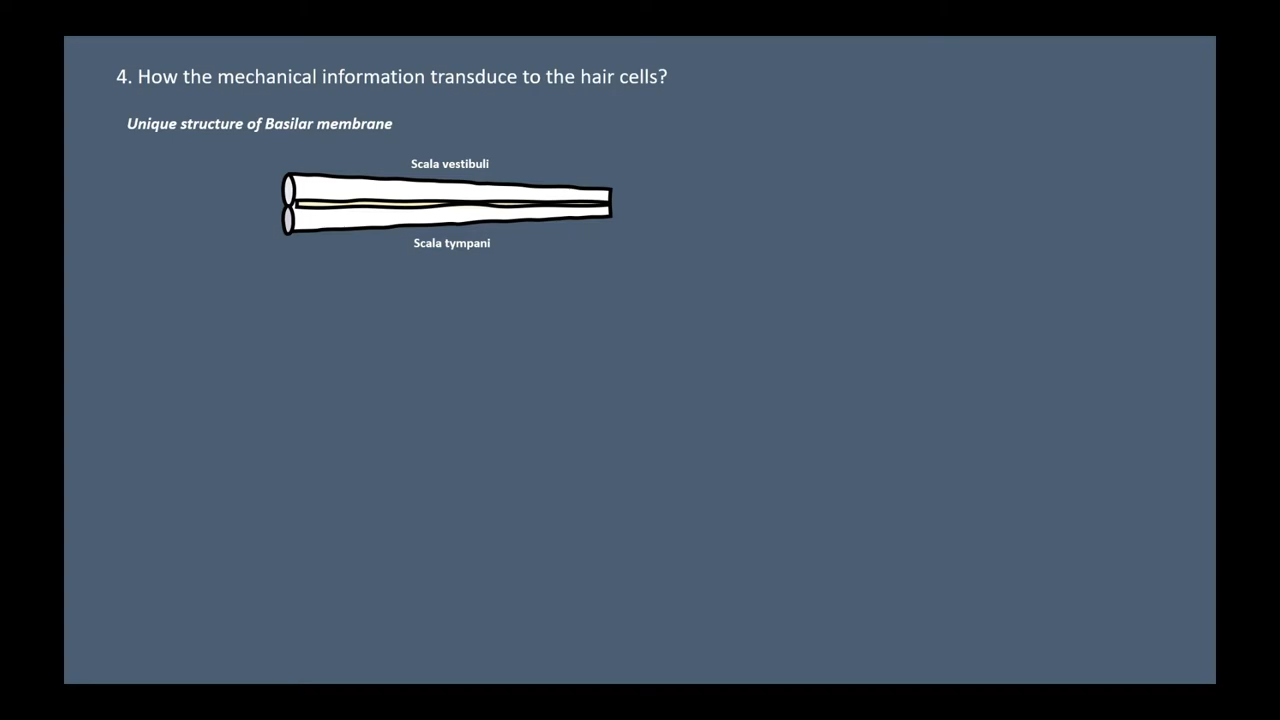 4. How the mechanical information transduce to the hair cells?
Unique structure of Basilar membrane
Scala vestibuli
Scala tympani